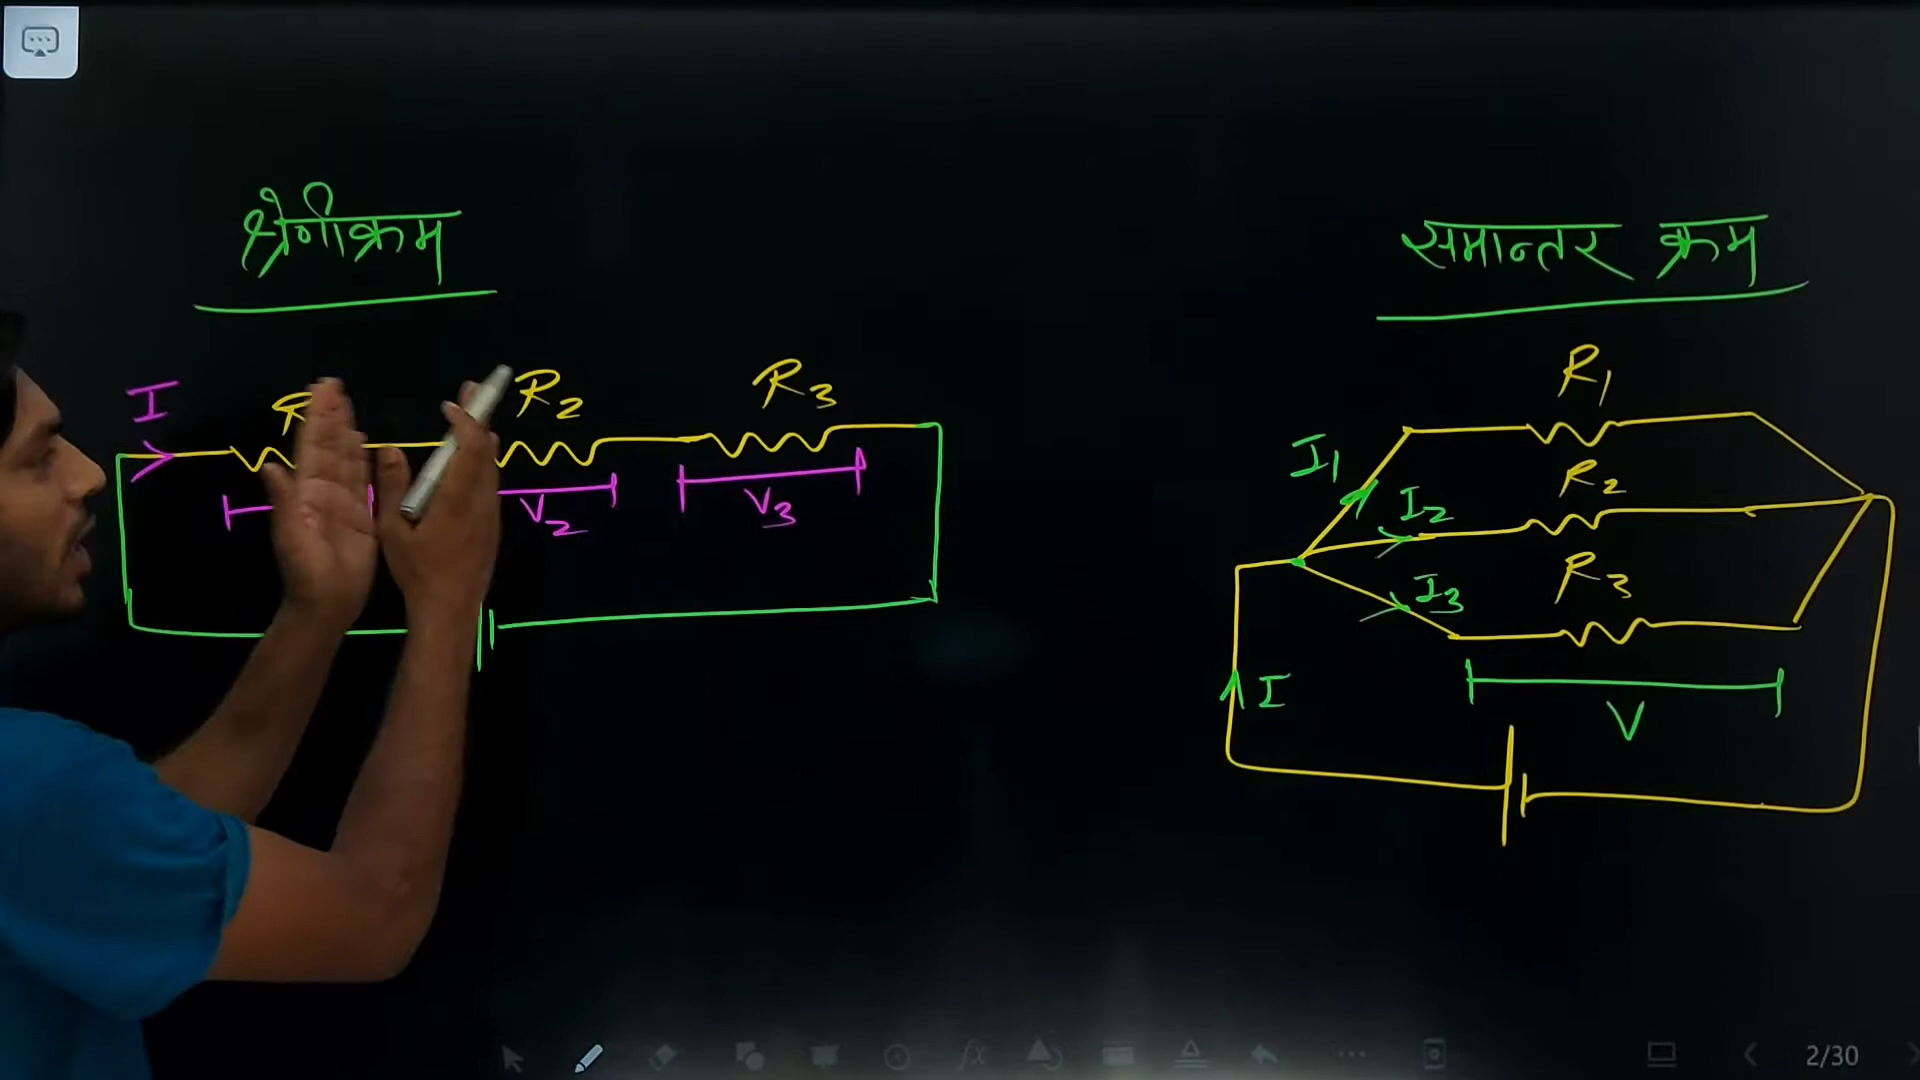 श्रेणीक्रम
समान्तर क्रम
I
R
R2
R3
V2
V3
R1
I1
R2
I2
R3
I3
I
V
2/30